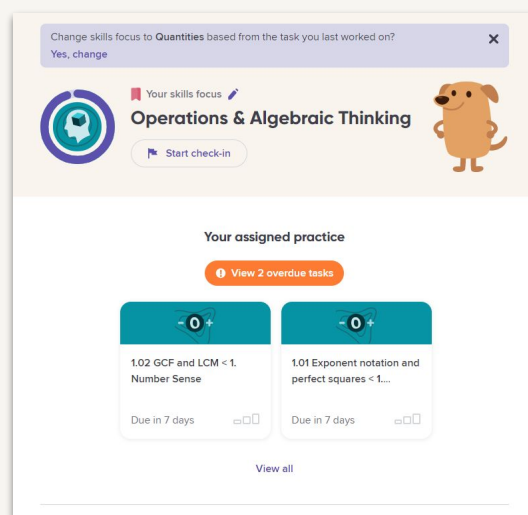 Change skills focus to Quantities based from the task you last worked on?
Yes, change
Your skills focus
Operations & Algebraic Thinking
Start check-in
Your assigned practice
View 2 overdue tasks
- 0 +
- 0 +
1.02 GCF and LCM < 1.
Number Sense
1.01 Exponent notation and
perfect squares < 1....
Due in 7 days
Due in 7 days
View all